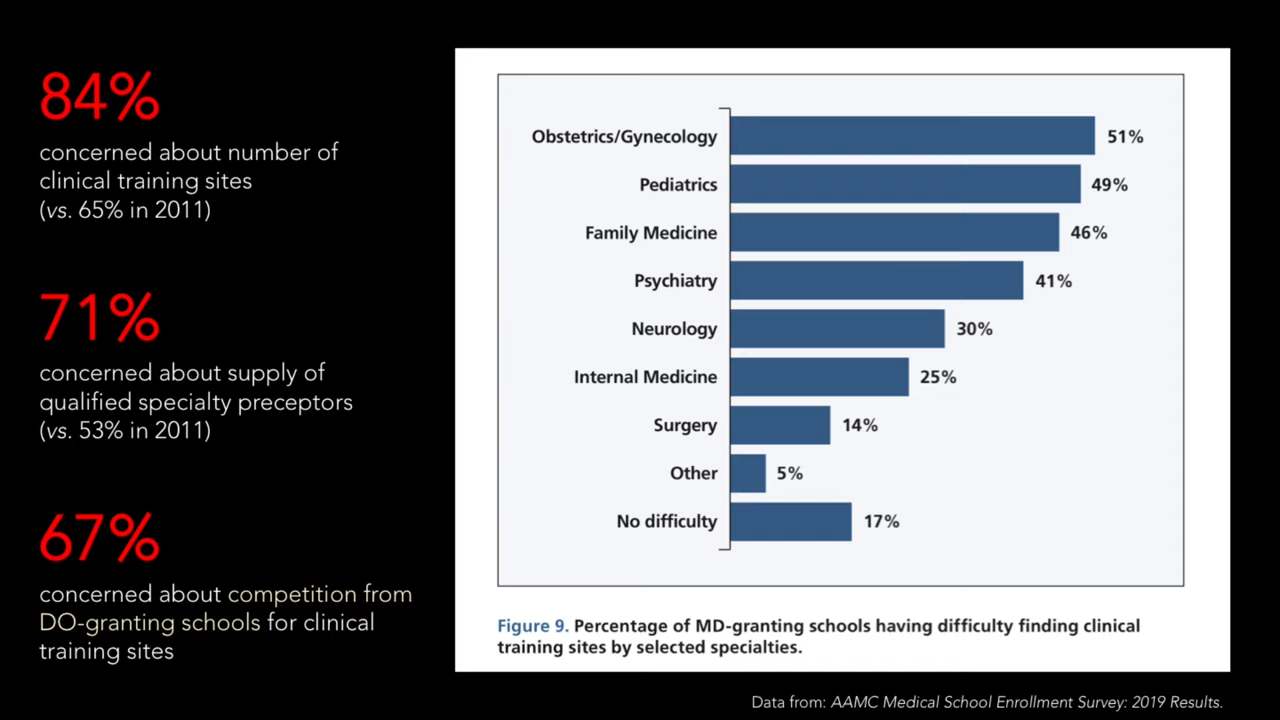 84%
concerned about number of
clinical training sites
(vs. 65% in 2011)
71%
concerned about supply of
qualified specialty preceptors
(vs. 53% in 2011)
67%
concerned about competition from
DO-granting schools for clinical
training sites
Obstetrics/Gynecology 51%
Pediatrics 49%
Family Medicine 46%
Psychiatry 41%
Neurology 30%
Internal Medicine 25%
Surgery 14%
Other 5%
No difficulty 17%
Figure 9. Percentage of MD-granting schools having difficulty finding clinical
training sites by selected specialties.
Data from: AAMC Medical School Enrollment Survey: 2019 Results.